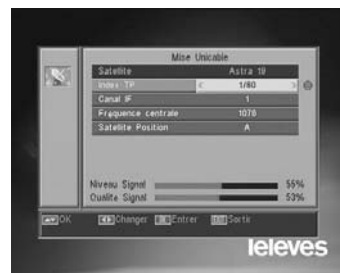 Mise Unicable
Satellite Astra 19
Index TP < 1/80 >
Canal IF 1
Frequence centrale 1076
Satellite Position A
Niveau Signal 55%
Qualite Signal 53%
OK Changer Entrer Sortir
leleves